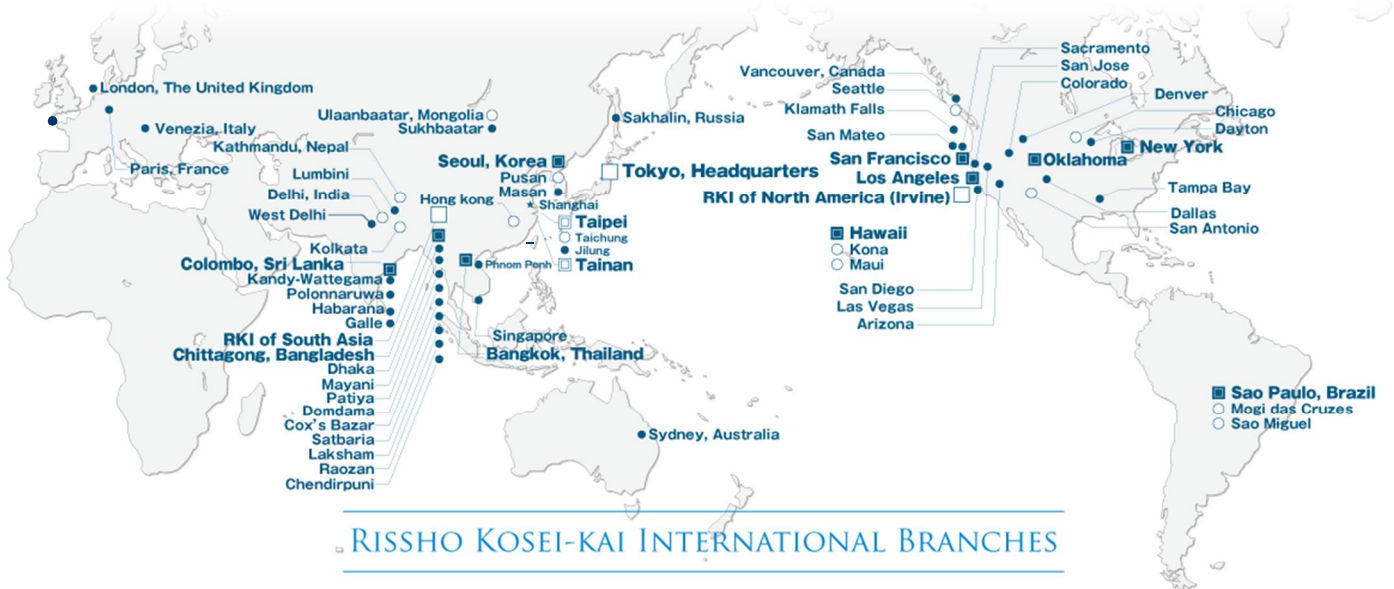 London, The United Kingdom
Venezia, Italy
Paris, France
Ulaanbaatar, Mongolia
Sukhbaatar
Kathmandu, Nepal
Lumbini
Delhi, India
West Delhi
Kolkata
Colombo, Sri Lanka
Kandy-Wattegama
Polonnaruwa
Habarana
Galle
RKI of South Asia
Chittagong, Bangladesh
Dhaka
Mayani
Patiya
Domdama
Cox's Bazar
Satbaria
Laksham
Raozan
Chendirpuni
Sakhalin, Russia
Seoul, Korea
Pusan
Masan
Tokyo, Headquarters
Hong kong
Shanghai
Taipei
Taichung
Jilung
Tainan
Phnom Penh
Singapore
Bangkok, Thailand
Sydney, Australia
Vancouver, Canada
Seattle
Klamath Falls
San Mateo
San Francisco
Los Angeles
RKI of North America (Irvine)
Hawaii
Kona
Maui
San Diego
Las Vegas
Arizona
Sacramento
San Jose
Colorado
Denver
Chicago
Dayton
New York
Oklahoma
Tampa Bay
Dallas
San Antonio
Sao Paulo, Brazil
Mogi das Cruzes
Sao Miguel
RISSHO KOSEI-KAI INTERNATIONAL BRANCHES